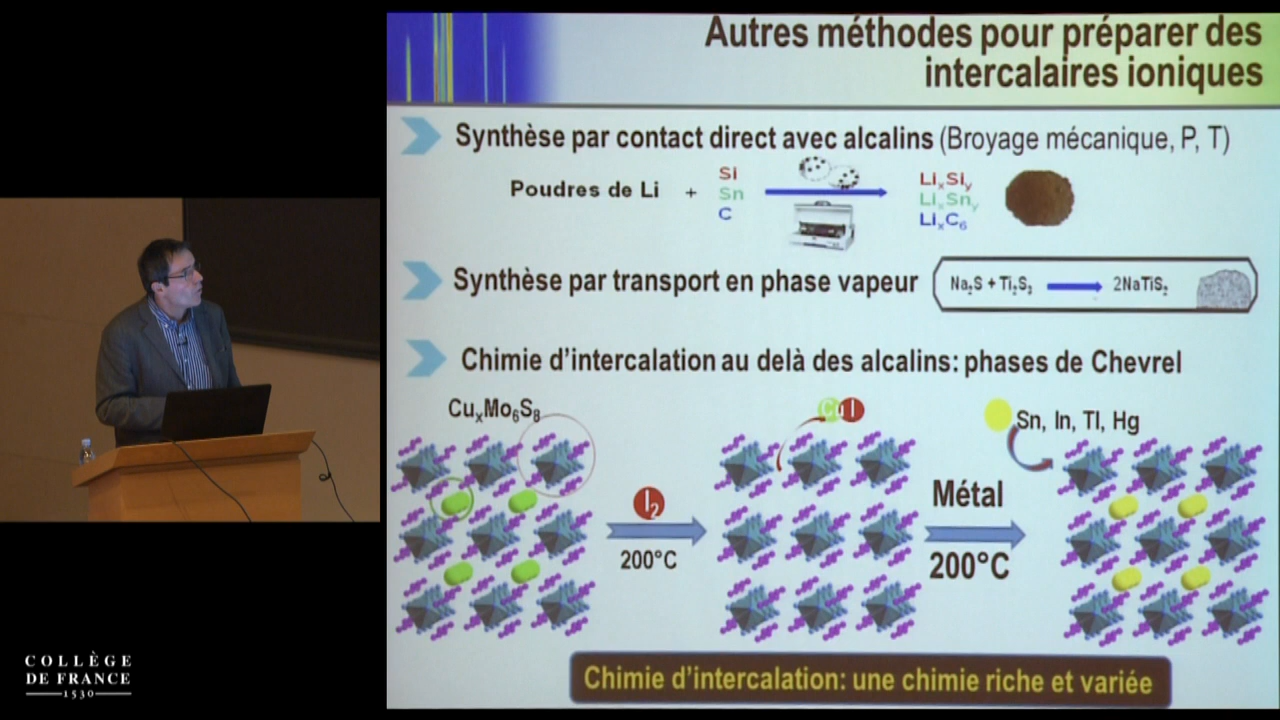 Autres méthodes pour préparer des
intercalaires ioniques
Synthèse par contact direct avec alcalins (Broyage mécanique, P, T)
Poudres de Li +
Si
Sn
C
LixSiy
LixSny
LixC6
Synthèse par transport en phase vapeur
Na2S + Ti2S3 2NaTiS2
Chimie d'intercalation au delà des alcalins: phases de Chevrel
CuxMo6S8
I2
200°C
CuI
Métal
200°C
Sn, In, Tl, Hg
Chimie d'intercalation: une chimie riche et variée
COLLÈGE
DE FRANCE
1530